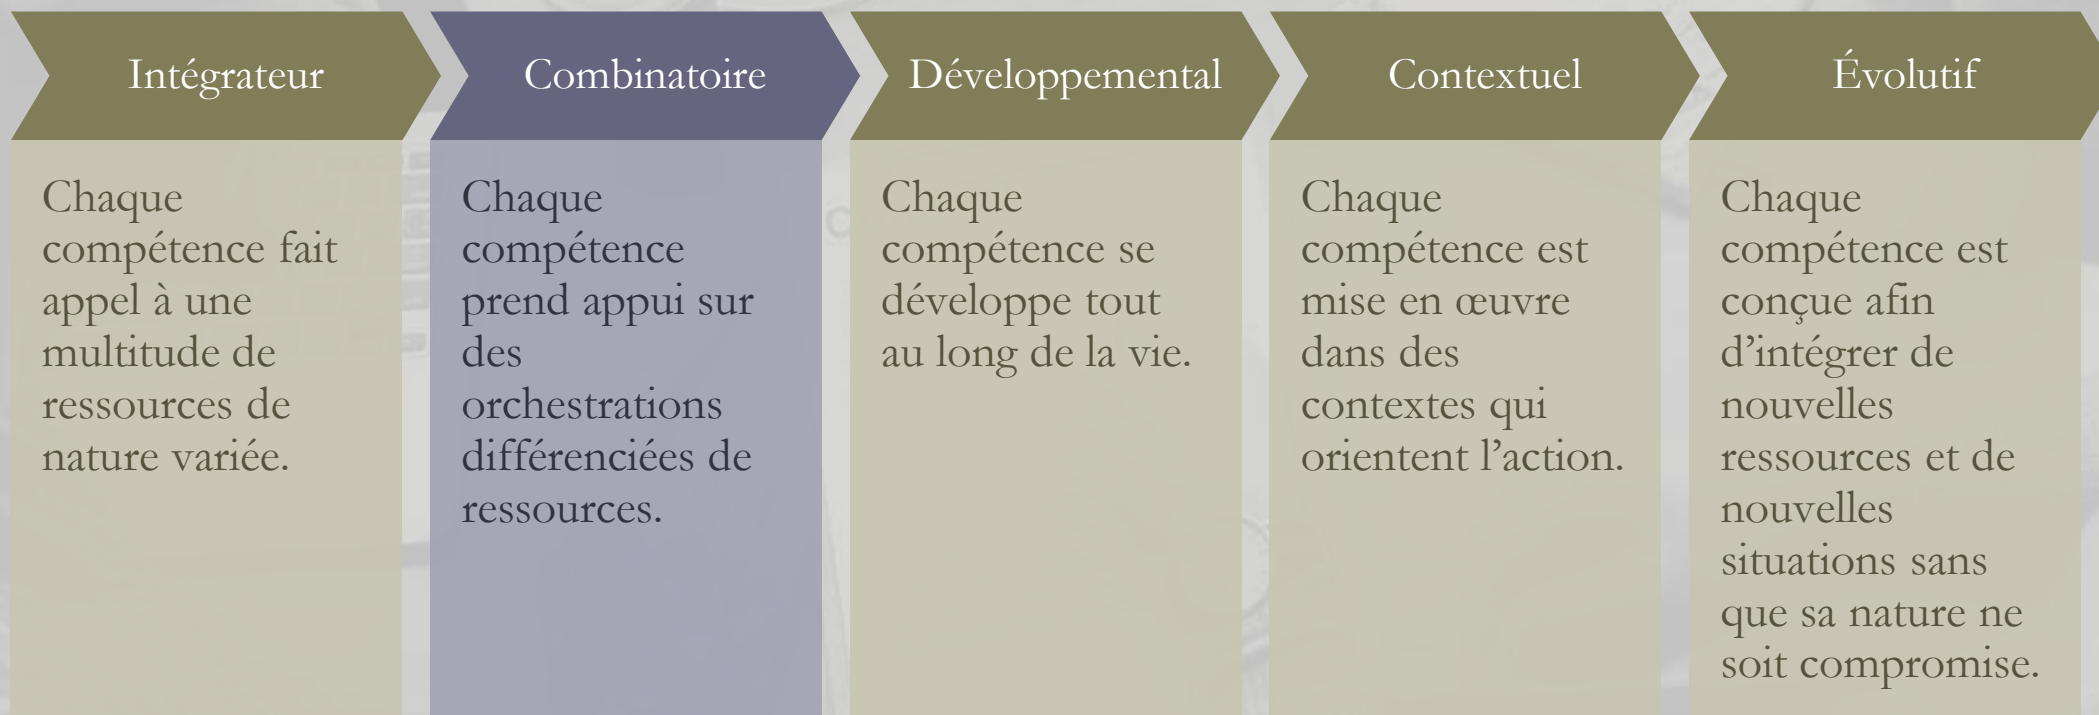 Intégrateur
Chaque
compétence fait
appel à une
multitude de
ressources de
nature variée.
Combinatoire
Chaque
compétence
prend appui sur
des
orchestrations
différenciées de
ressources.
Développemental
Chaque
compétence se
développe tout
au long de la vie.
Contextuel
Chaque
compétence est
mise en œuvre
dans des
contextes qui
orientent l’action.
Évolutif
Chaque
compétence est
conçue afin
d’intégrer de
nouvelles
ressources et de
nouvelles
situations sans
que sa nature ne
soit compromise.